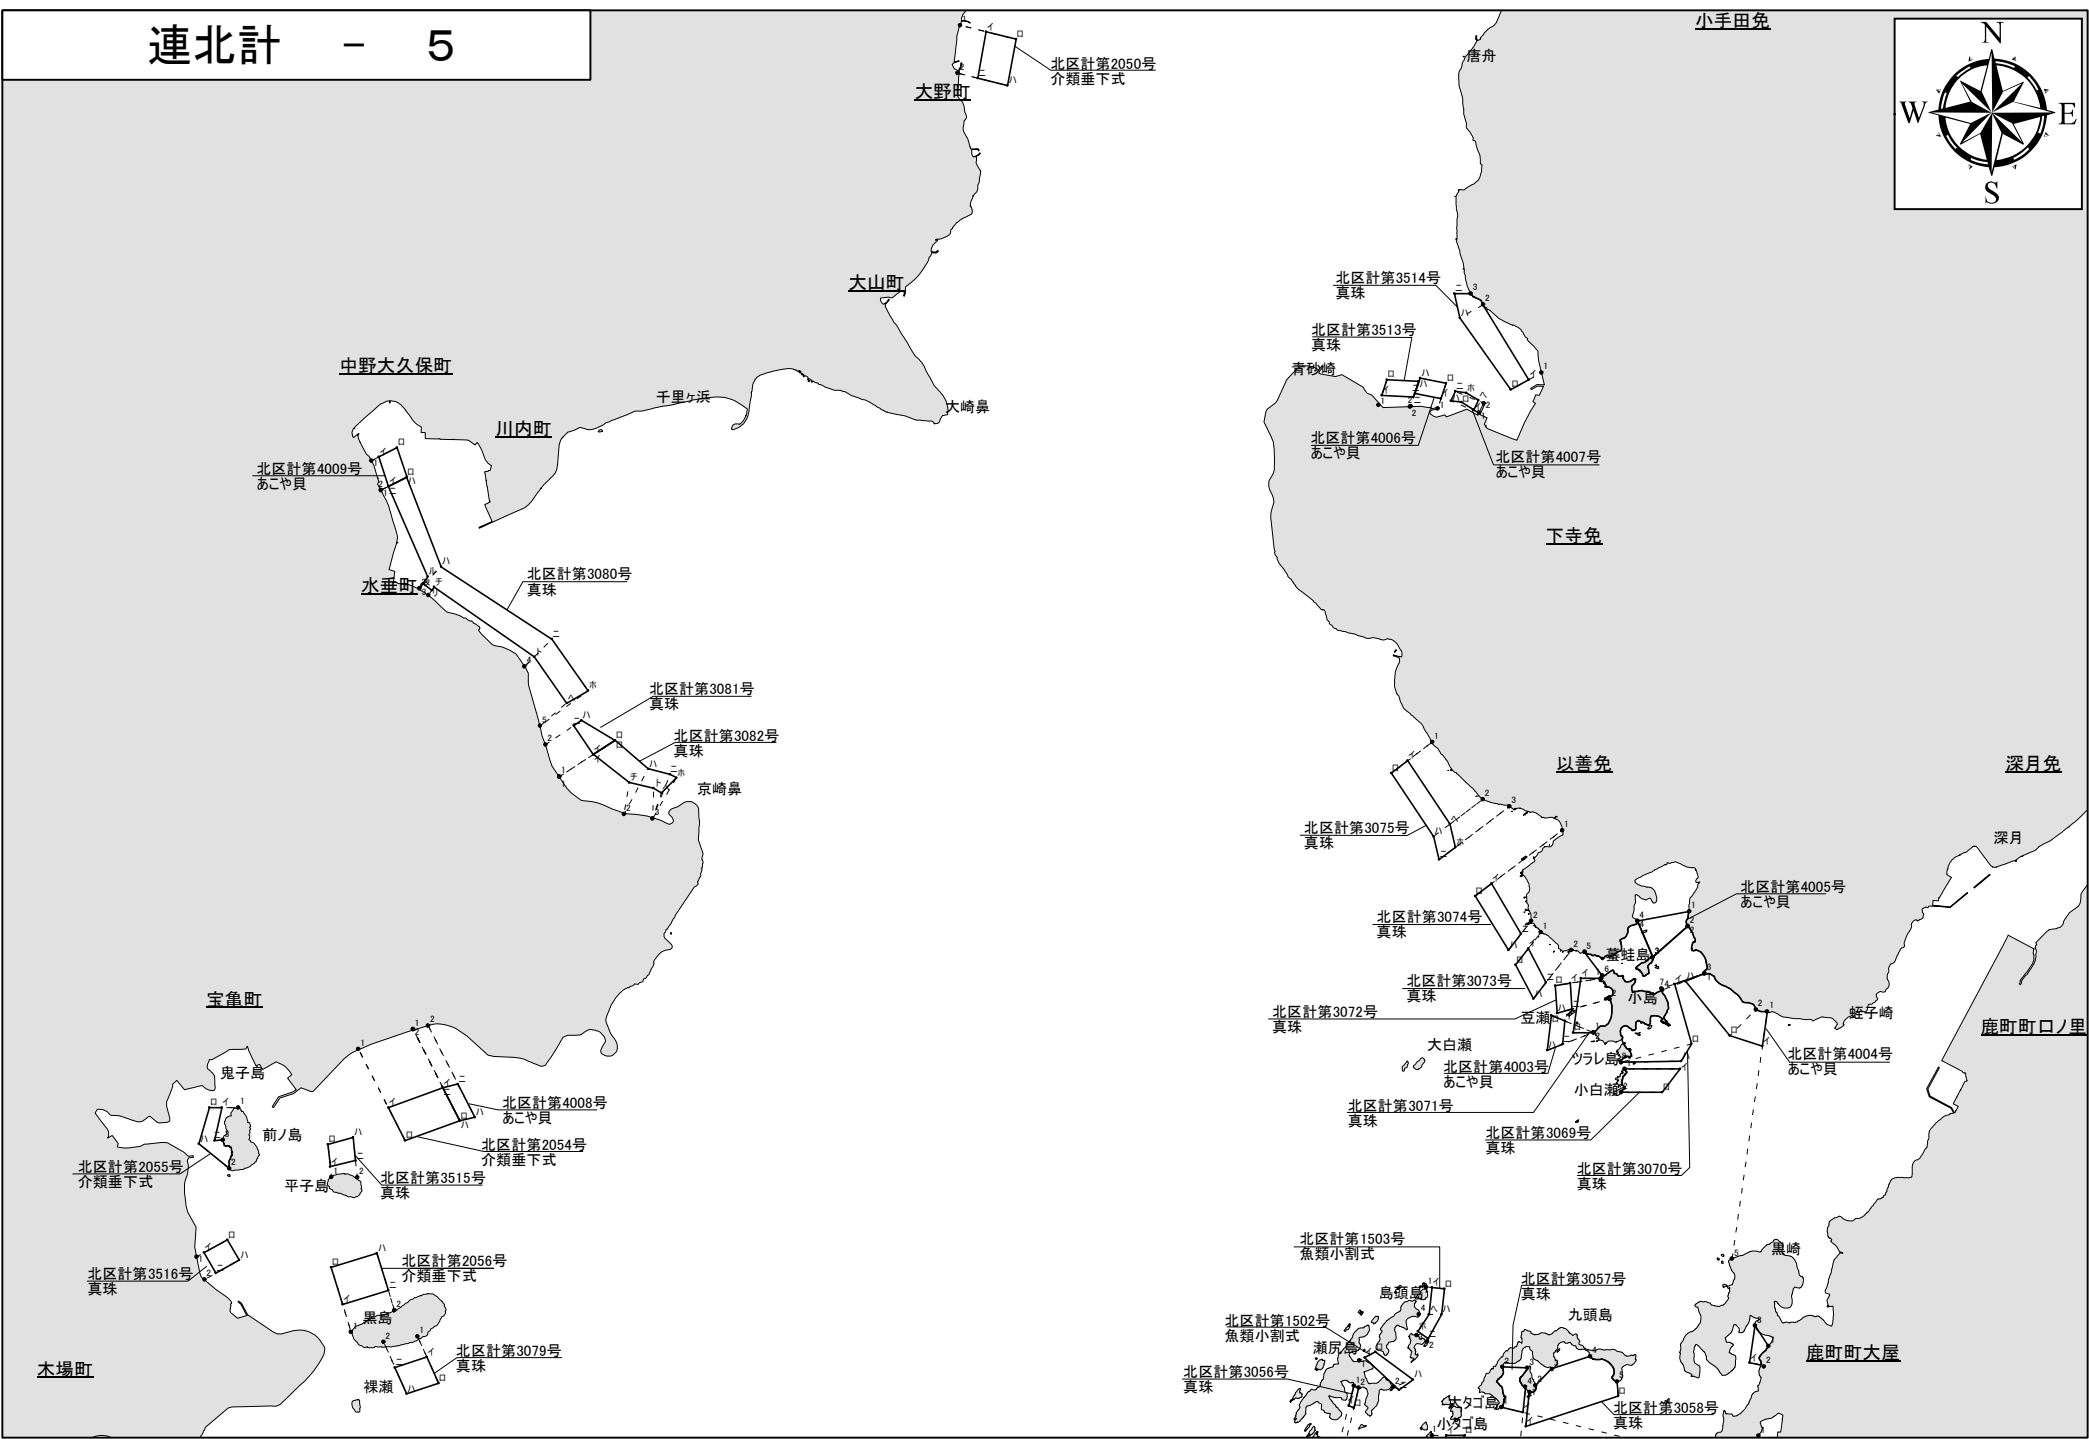 連北計 － 5
小手田免
N
W
E
S
唐舟
北区計第2050号
介類垂下式
大野町
大山町
北区計第3514号
真珠
北区計第3513号
真珠
青砂崎
中野大久保町
千里ヶ浜
大崎鼻
川内町
北区計第4009号
あこや貝
北区計第4006号
あこや貝
北区計第4007号
あこや貝
下寺免
水垂町
北区計第3080号
真珠
北区計第3081号
真珠
北区計第3082号
真珠
京崎鼻
以善免
深月免
深月
北区計第3075号
真珠
北区計第4005号
あこや貝
北区計第3074号
真珠
蟇蛙島
北区計第3073号
真珠
小島
宝亀町
北区計第3072号
真珠
豆瀬
蛭子崎
鹿町町口ノ里
大白瀬
ツラレ島
北区計第4004号
あこや貝
北区計第4003号
あこや貝
小白瀬
鬼子島
北区計第4008号
あこや貝
北区計第3071号
真珠
前ノ島
北区計第2054号
介類垂下式
北区計第3069号
真珠
北区計第2055号
介類垂下式
平子島
北区計第3515号
真珠
北区計第3070号
真珠
北区計第1503号
魚類小割式
黒崎
北区計第2056号
介類垂下式
北区計第3516号
真珠
島頭島
北区計第3057号
真珠
黒島
北区計第1502号
魚類小割式
九頭島
瀬尻島
北区計第3079号
真珠
鹿町町大屋
木場町
北区計第3056号
真珠
裸瀬
大タゴ島
北区計第3058号
真珠
小タゴ島